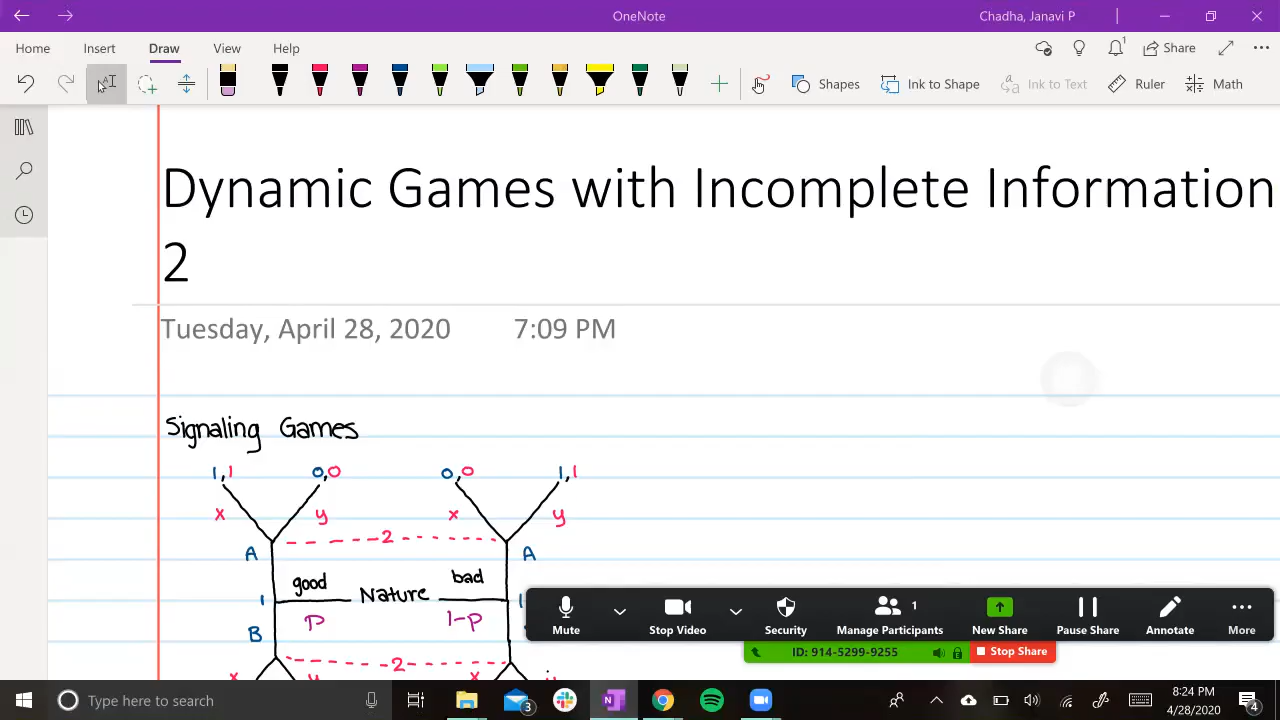 OneNote
Chadha, Janavi P
Home Insert Draw View Help
1
Share
Shapes Ink to Shape Ink to Text Ruler Math
Dynamic Games with Incomplete Information
2
Tuesday, April 28, 2020 7:09 PM
Signaling Games
1,1 0,0 0,0 1,1
x y x y
2
A A
good Nature bad
1 1
B p 1-p
2
x y x
1
Mute Stop Video Security Manage Participants New Share Pause Share Annotate More
ID: 914-5299-9255 Stop Share
Type here to search
3
8:24 PM
4/28/2020
4